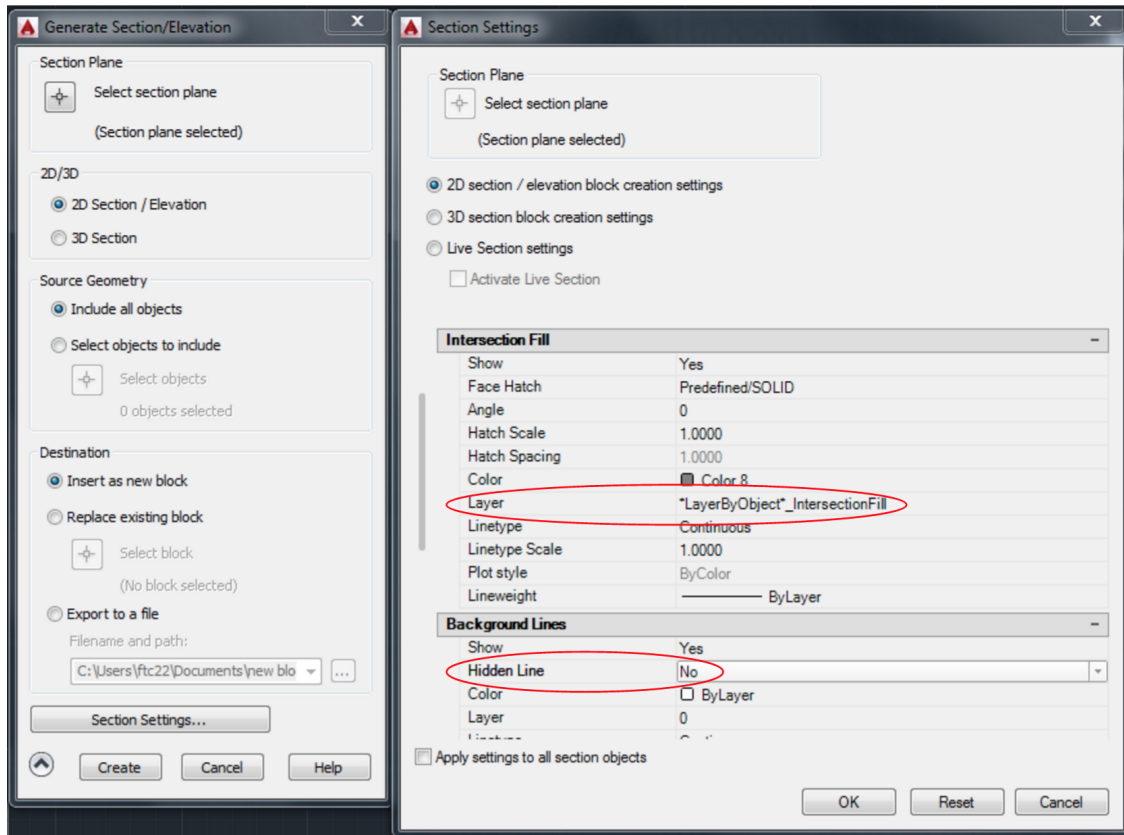 Generate Section/Elevation
Section Plane
Select section plane
(Section plane selected)
2D/3D
2D Section / Elevation
3D Section
Source Geometry
Include all objects
Select objects to include
Select objects
0 objects selected
Destination
Insert as new block
Replace existing block
Select block
(No block selected)
Export to a file
Filename and path:
C:\Users\ftc22\Documents\new blo
...
Section Settings...
Create Cancel Help
Section Settings
Section Plane
Select section plane
(Section plane selected)
2D section / elevation block creation settings
3D section block creation settings
Live Section settings
Activate Live Section
Intersection Fill
Show Yes
Face Hatch Predefined/SOLID
Angle 0
Hatch Scale 1.0000
Hatch Spacing 1.0000
Color Color 8
Layer *LayerByObject*_IntersectionFill
Linetype Continuous
Linetype Scale 1.0000
Plot style ByColor
Lineweight ByLayer
Background Lines
Show Yes
Hidden Line No
Color ByLayer
Layer 0
Apply settings to all section objects
OK Reset Cancel